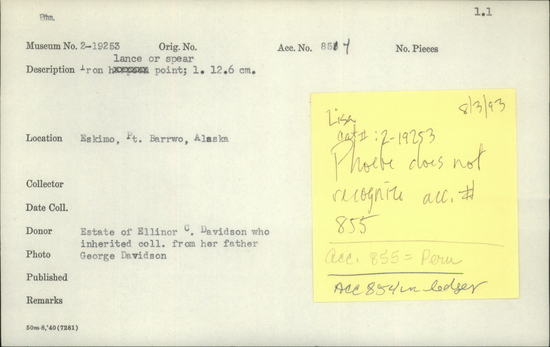 Bhm.
1.1
Museum No. 2-19253 Orig. No. Acc. No. 854 No. Pieces
lance or spear
Description Iron point; l. 12.6 cm.
Location Eskimo, Pt. Barrwo, Alaska
Collector
Date Coll.
Donor Estate of Ellinor C. Davidson who
inherited coll. from her father
Photo George Davidson
Published
Remarks
50m-8,'40(7281)
8/3/93
Lisa
Cat #: 2-19253
Phoebe does not
recognize acc. #
855
Acc. 855 = Peru
Acc 854 in ledger